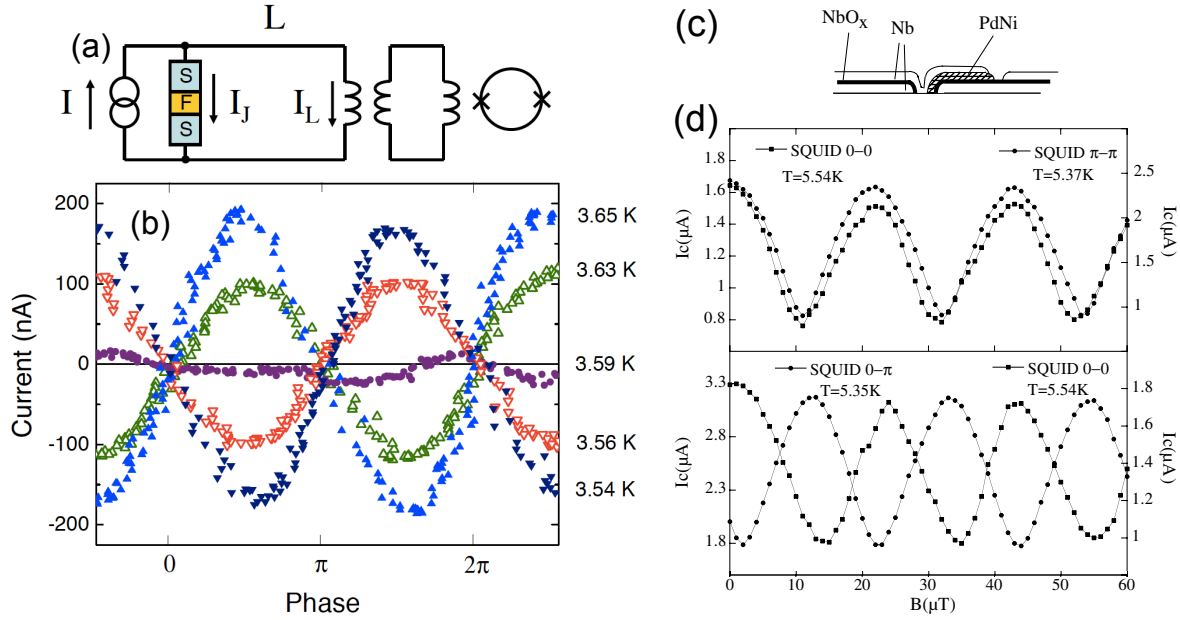 (a)
L
I
S
F
S
I_J
I_L
(b)
Current (nA)
200
100
0
-100
-200
0
π
2π
Phase
3.65 K
3.63 K
3.59 K
3.56 K
3.54 K
(c)
NbOₓ
Nb
PdNi
(d)
SQUID 0−0
T=5.54K
SQUID π−π
T=5.37K
Ic(μA)
1.8
1.6
1.4
1.2
1
0.8
Ic(μA)
2.5
2
1.5
1
SQUID 0−π
T=5.35K
SQUID 0−0
T=5.54K
Ic(μA)
3.3
2.8
2.3
1.8
Ic(μA)
1.8
1.6
1.4
1.2
1
0
10
20
30
40
50
60
B(μT)